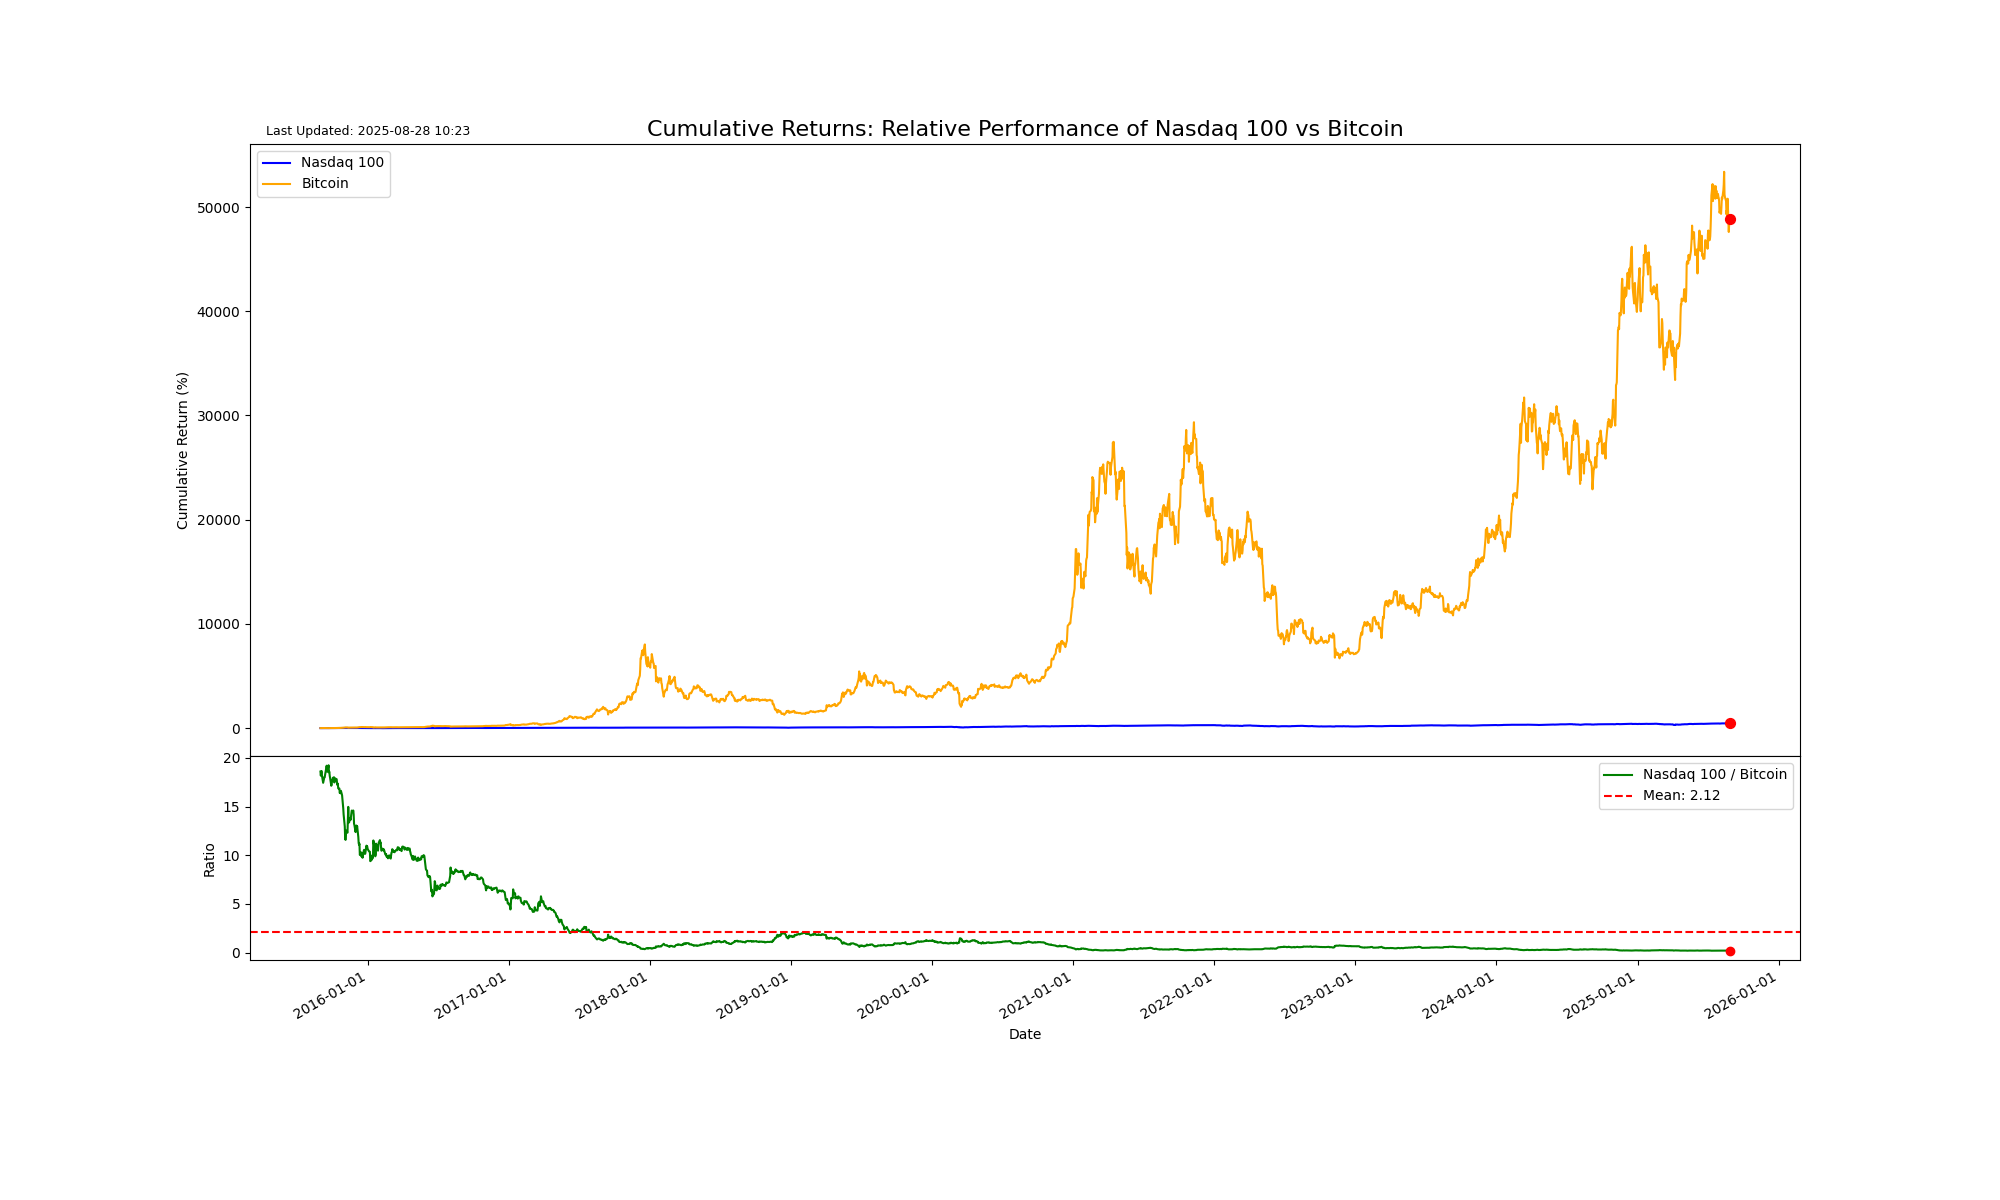 Last Updated: 2025-08-28 10:23
Cumulative Returns: Relative Performance of Nasdaq 100 vs Bitcoin
Nasdaq 100
Bitcoin
50000
40000
30000
20000
10000
0
Cumulative Return (%)
Nasdaq 100 / Bitcoin
Mean: 2.12
20
15
10
5
0
Ratio
2016-01-01
2017-01-01
2018-01-01
2019-01-01
2020-01-01
2021-01-01
2022-01-01
2023-01-01
2024-01-01
2025-01-01
2026-01-01
Date